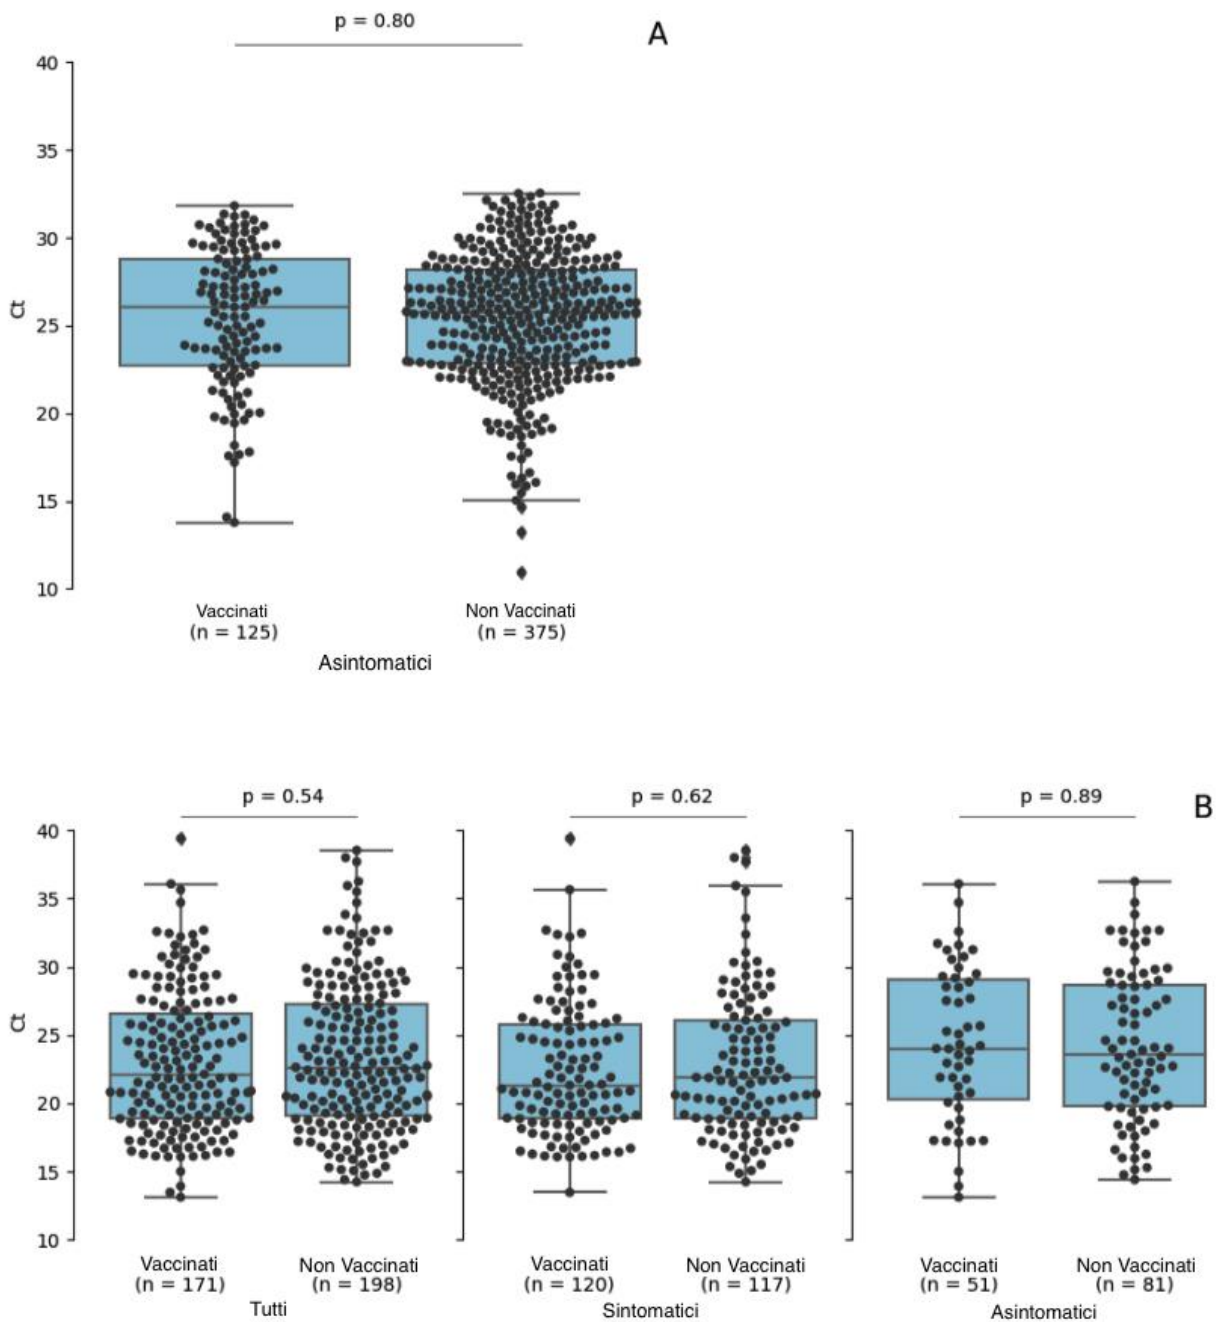 p = 0.80
A
40
35
30
25
20
15
10
Ct
Vaccinati Non Vaccinati
(n = 125) (n = 375)
Asintomatici
p = 0.54 p = 0.62 p = 0.89
B
40
35
30
25
20
15
10
Ct
Vaccinati Non Vaccinati Vaccinati Non Vaccinati Vaccinati Non Vaccinati
(n = 171) (n = 198) (n = 120) (n = 117) (n = 51) (n = 81)
Tutti Sintomatici Asintomatici